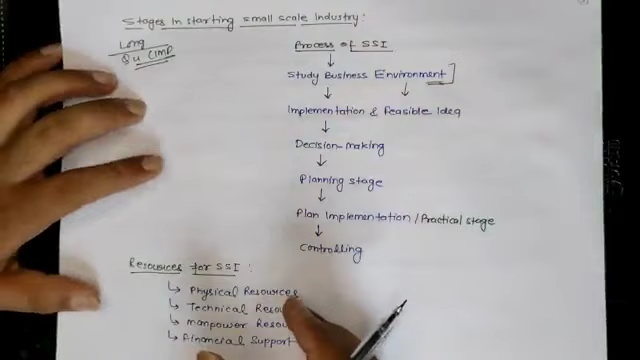 Stages in starting small scale Industry:
Long
Qu (IMP
Process of SSI
Study Business Environment
Implementation & Feasible Idea
Decision-making
Planning stage
Plan Implementation / Practical stage
Controlling
Resources for SSI :
Physical Resources
Technical
manpower
Financial Support